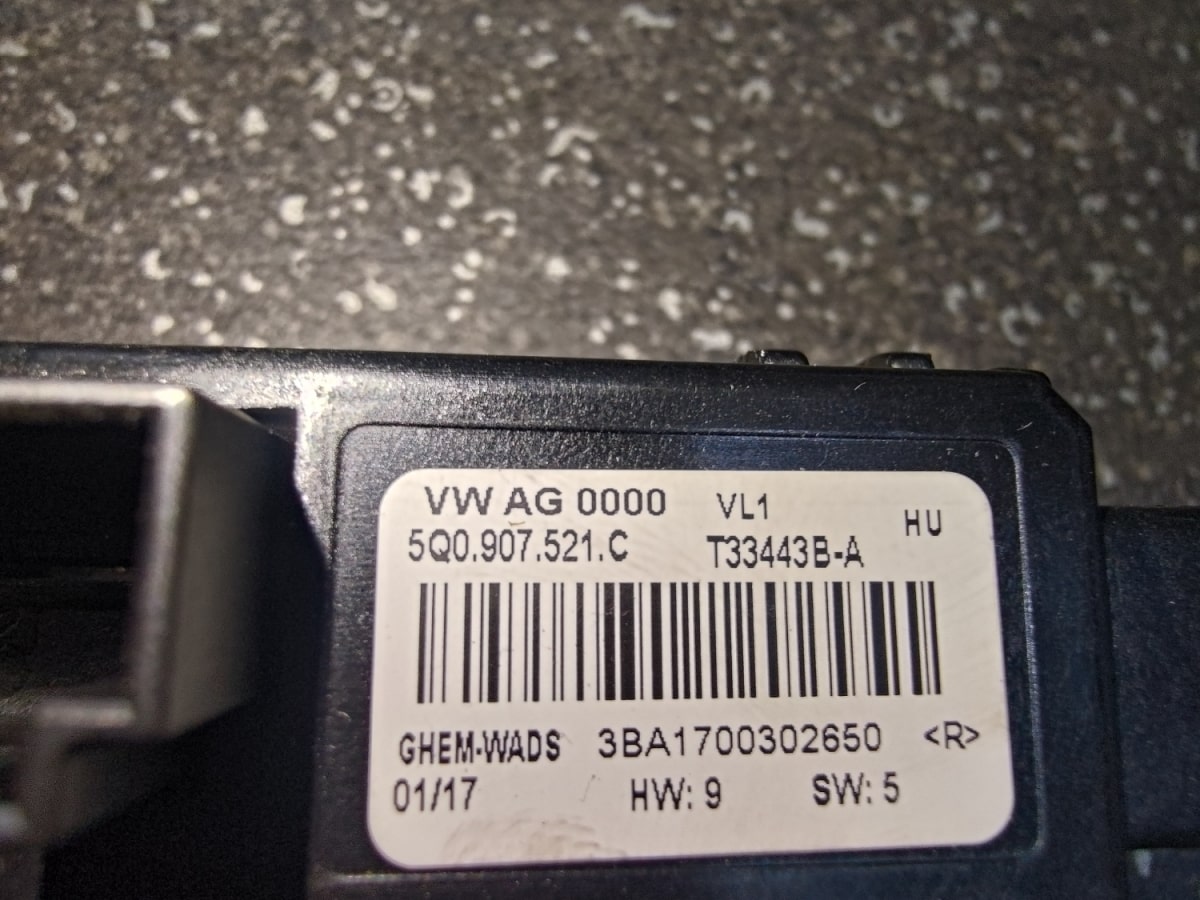 VW AG 0000 VL1 HU
5Q0.907.521.C T33443B-A
GHEM-WADS 3BA1700302650 <R>
01/17 HW: 9 SW: 5